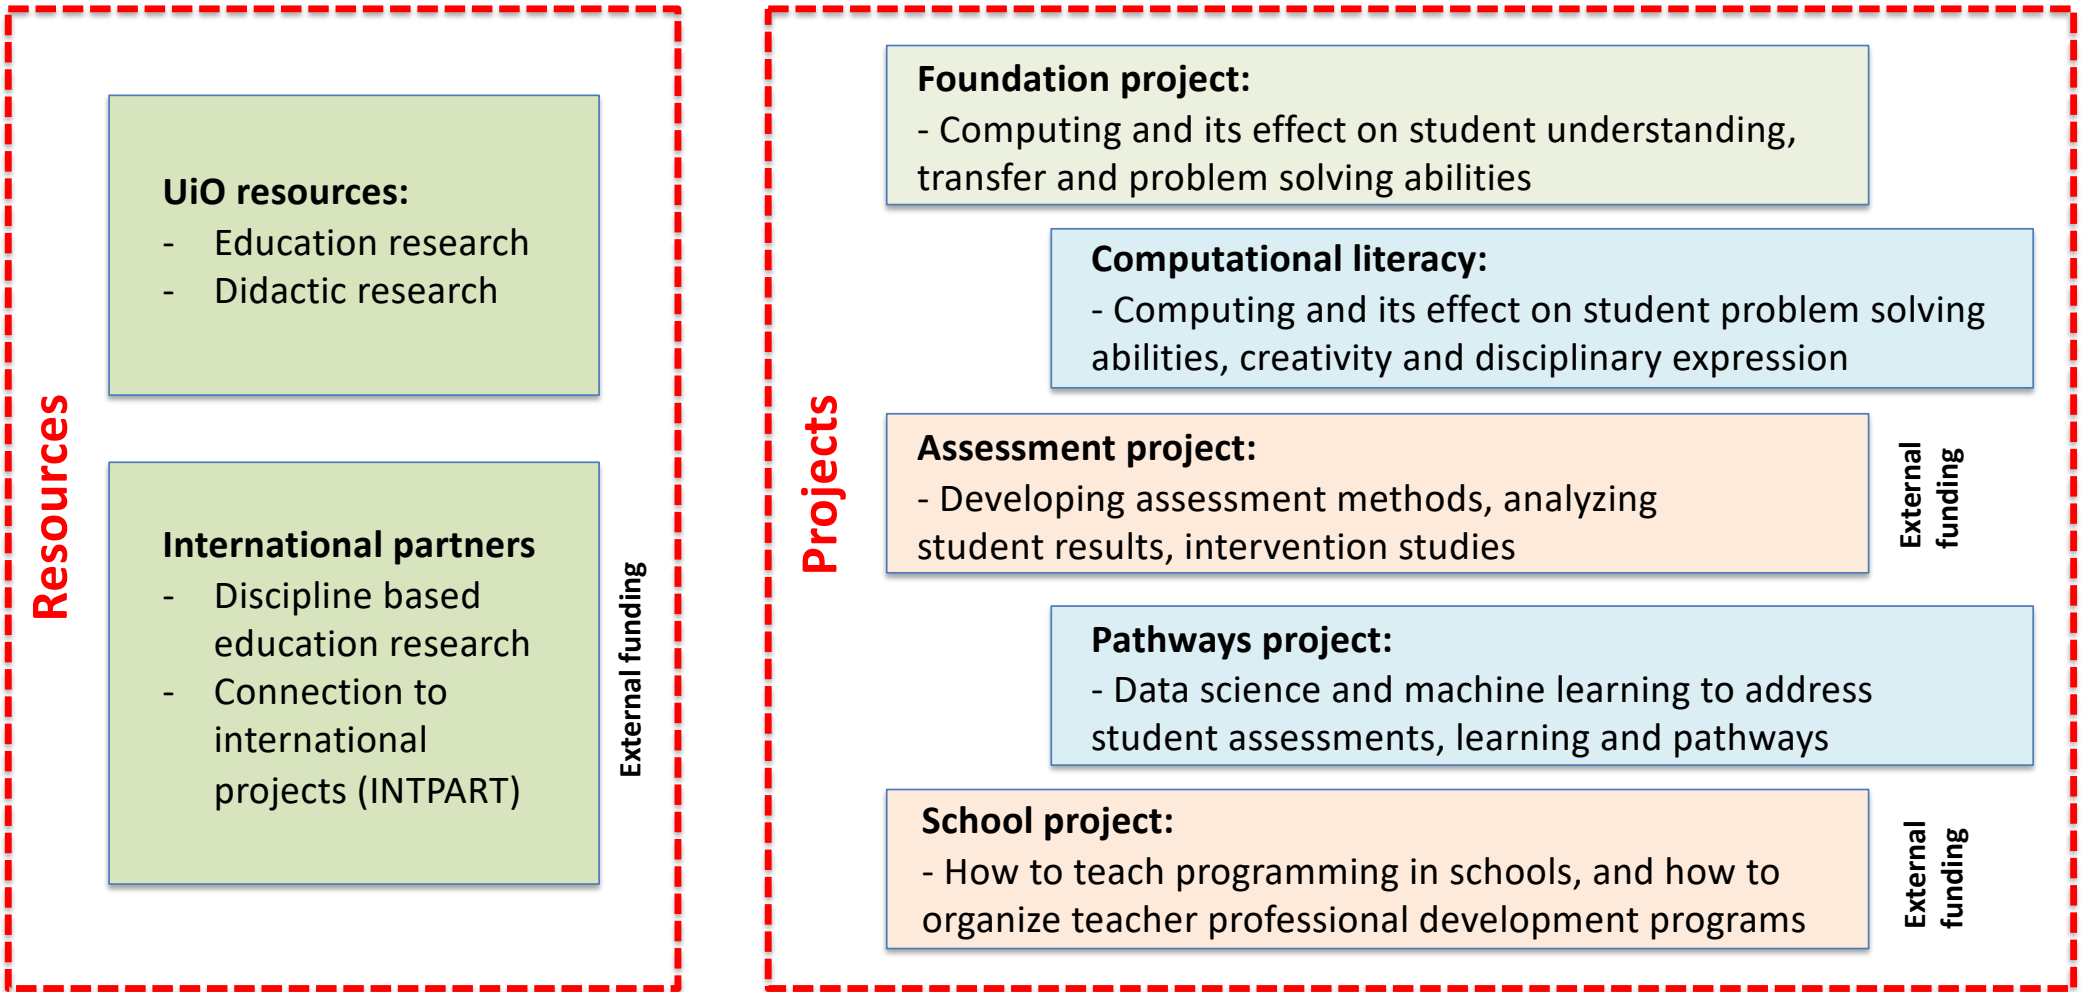 Resources
UiO resources:
- Education research
- Didactic research
International partners
- Discipline based
education research
- Connection to
international
projects (INTPART)
External funding
Projects
Foundation project:
- Computing and its effect on student understanding,
transfer and problem solving abilities
Computational literacy:
- Computing and its effect on student problem solving
abilities, creativity and disciplinary expression
Assessment project:
- Developing assessment methods, analyzing
student results, intervention studies
External
funding
Pathways project:
- Data science and machine learning to address
student assessments, learning and pathways
School project:
- How to teach programming in schools, and how to
organize teacher professional development programs
External
funding